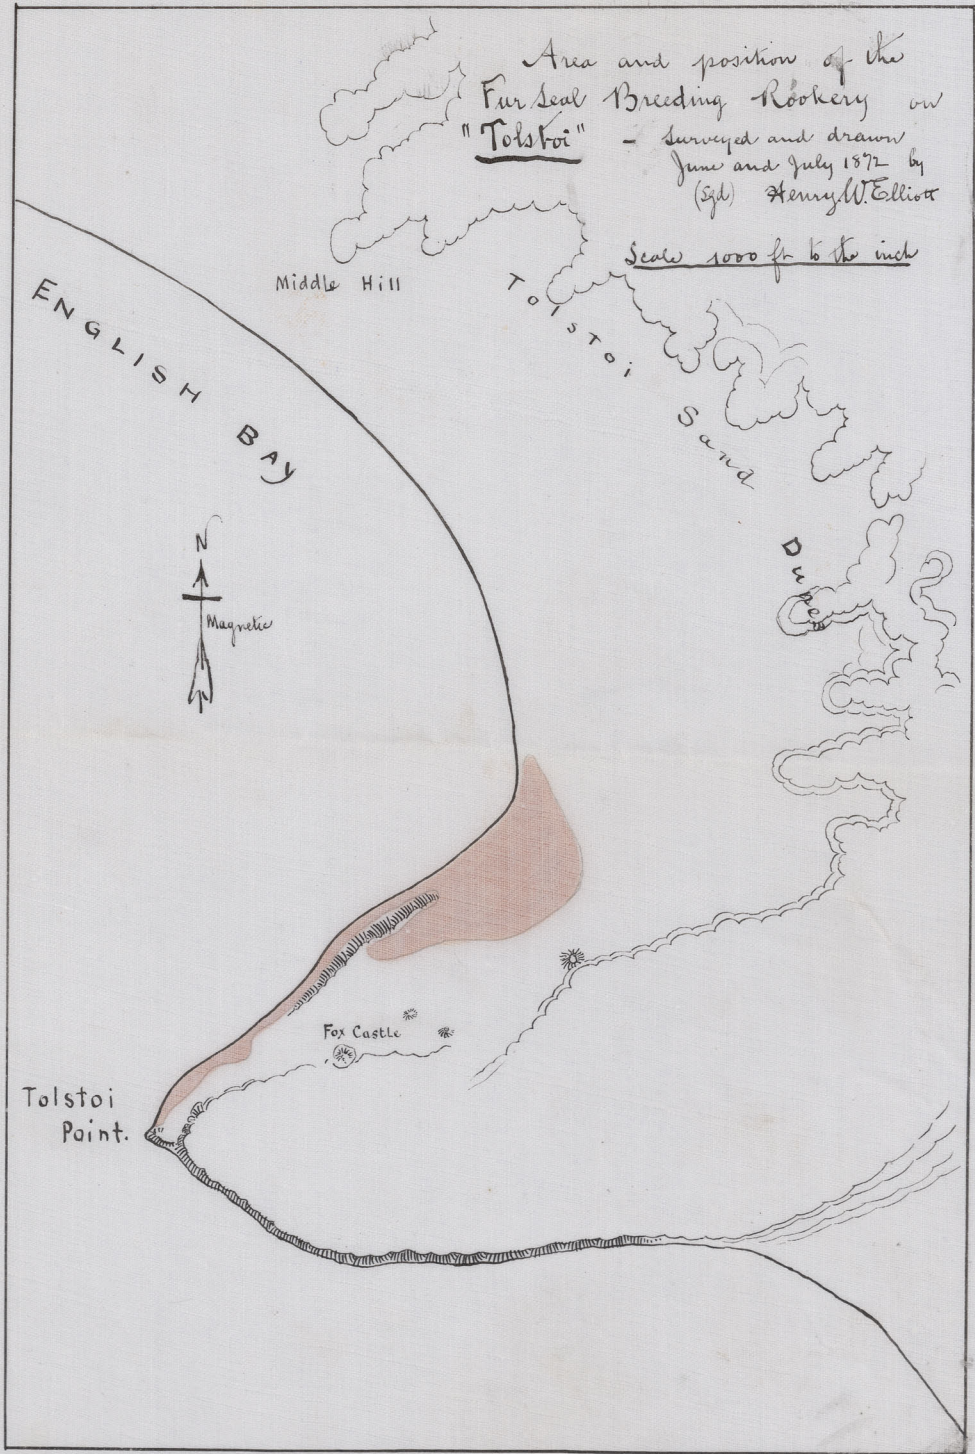 Area and position of the
Fur Seal Breeding Rookery on
"Tolstoi" - Surveyed and drawn
June and July 1872 by
(Sgd) Henry. W. Elliott
Scale 1000 ft to the inch
Middle Hill
ENGLISH BAY
Tolstoi Sand Dunes
N
Magnetic
Fox Castle
Tolstoi
Point.